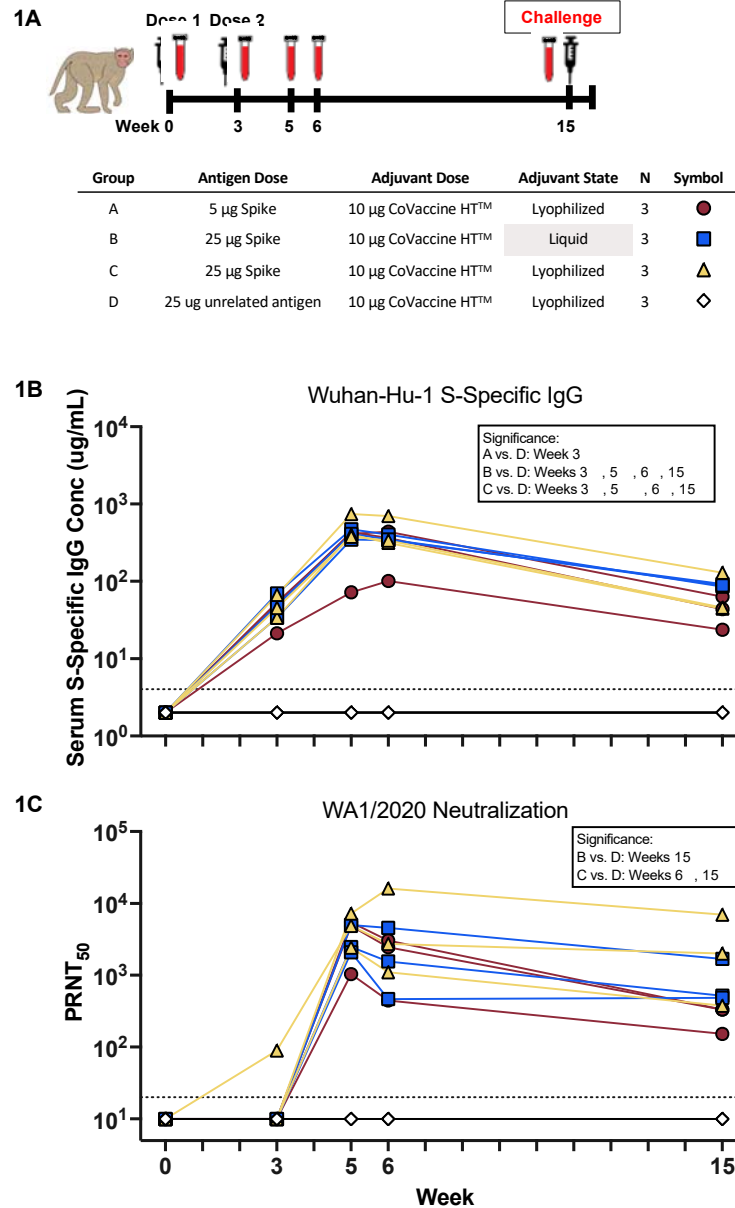 1A
Dose 1 Dose 2
Challenge
Week 0 3 5 6 15
Group Antigen Dose Adjuvant Dose Adjuvant State N Symbol
A 5 µg Spike 10 µg CoVaccine HT™ Lyophilized 3
B 25 µg Spike 10 µg CoVaccine HT™ Liquid 3
C 25 µg Spike 10 µg CoVaccine HT™ Lyophilized 3
D 25 ug unrelated antigen 10 µg CoVaccine HT™ Lyophilized 3
1B
Wuhan-Hu-1 S-Specific IgG
Serum S-Specific IgG Conc (ug/mL)
10⁴
10³
10²
10¹
10⁰
Significance:
A vs. D: Week 3
B vs. D: Weeks 3 , 5 , 6 , 15
C vs. D: Weeks 3 , 5 , 6 , 15
1C
WA1/2020 Neutralization
PRNT₅₀
10⁵
10⁴
10³
10²
10¹
Significance:
B vs. D: Weeks 15
C vs. D: Weeks 6 , 15
0 3 5 6 15
Week